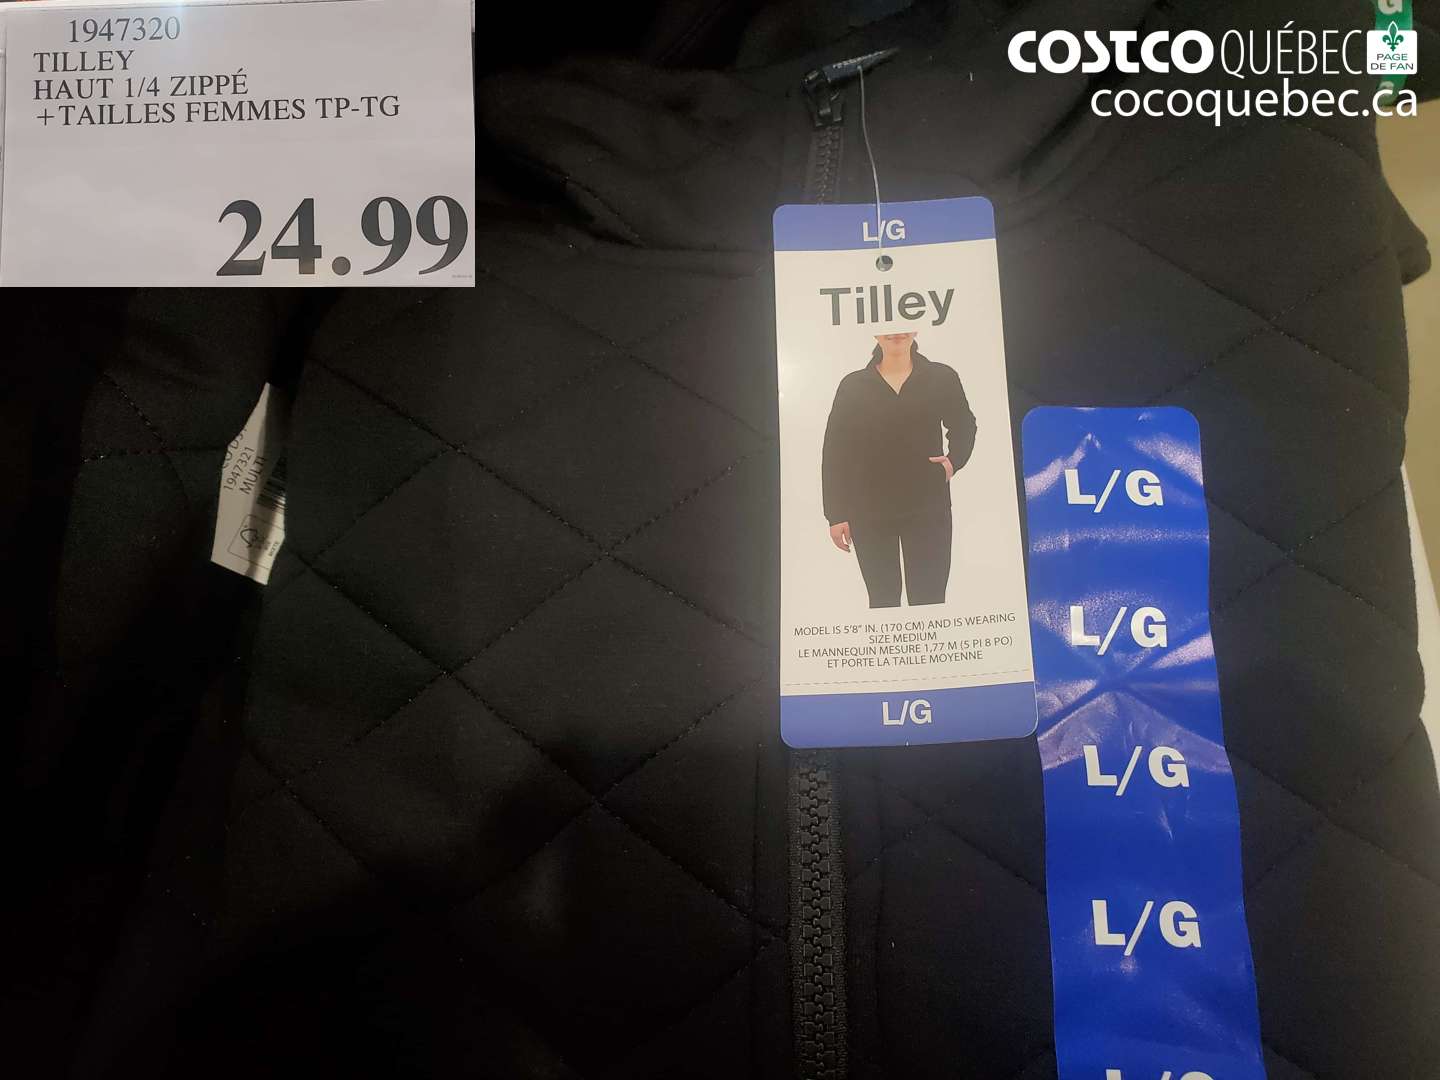 1947320
TILLEY
HAUT 1/4 ZIPPÉ
+TAILLES FEMMES TP-TG
24.99
COSTCO QUÉBEC
PAGE
DE FAN
cocoquebec.ca
G
L/G
Tilley
MODEL IS 5'8" IN. (170 CM) AND IS WEARING
SIZE MEDIUM
LE MANNEQUIN MESURE 1,77 M (5 PI 8 PO)
ET PORTE LA TAILLE MOYENNE
L/G
L/G
L/G
L/G
L/G
L/G
1947321
MULTI